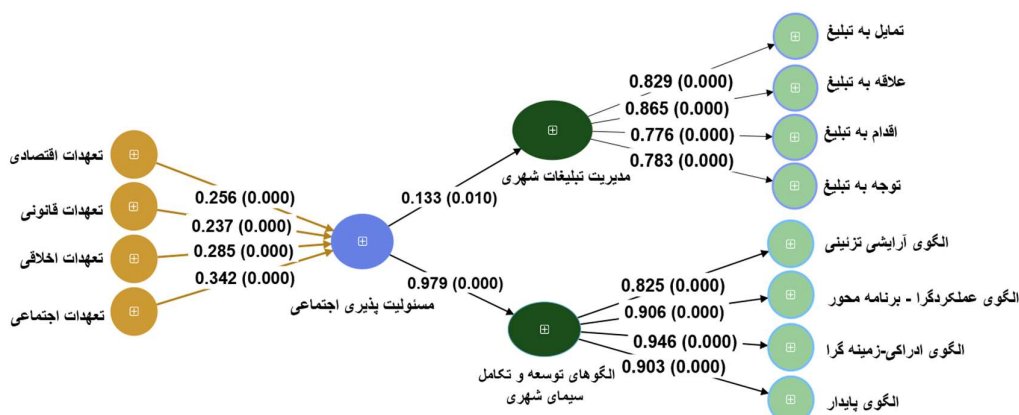 تمایل به تبلیغ
0.829 (0.000)
علاقه به تبلیغ
0.865 (0.000)
اقدام به تبلیغ
0.776 (0.000)
توجه به تبلیغ
0.783 (0.000)
مدیریت تبلیغات شهری
0.133 (0.010)
تعهدات اقتصادی
0.256 (0.000)
تعهدات قانونی
0.237 (0.000)
تعهدات اخلاقی
0.285 (0.000)
تعهدات اجتماعی
0.342 (0.000)
مسئولیت پذیری اجتماعی
0.979 (0.000)
الگوی آرایشی تزئینی
0.825 (0.000)
الگوی عملکردگرا - برنامه محور
0.906 (0.000)
الگوی ادراکی-زمینه گرا
0.946 (0.000)
الگوی پایدار
0.903 (0.000)
الگوهای توسعه و تکامل
سیمای شهری